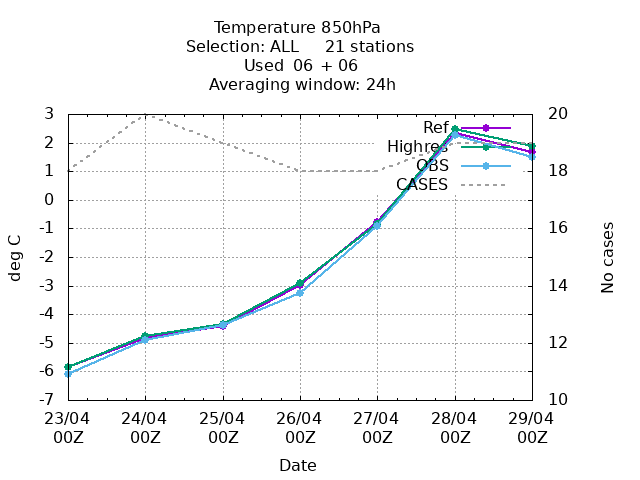 Temperature 850hPa
Selection: ALL 21 stations
Used 06 + 06
Averaging window: 24h
3 20
Ref
2
Highres
1 18
OBS
CASES
0
-1 16
-2
deg C
No cases
-3 14
-4
-5 12
-6
-7 10
23/04 24/04 25/04 26/04 27/04 28/04 29/04
00Z 00Z 00Z 00Z 00Z 00Z 00Z
Date